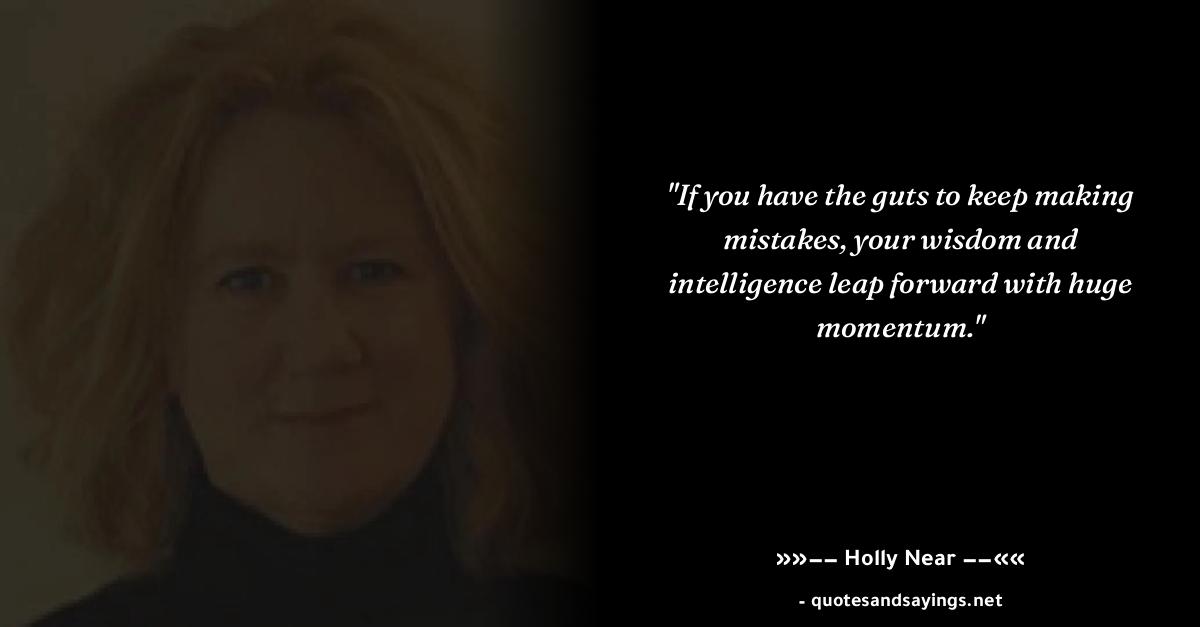 "If you have the guts to keep making
mistakes, your wisdom and
intelligence leap forward with huge
momentum."
»»−− Holly Near −−««
- quotesandsayings.net